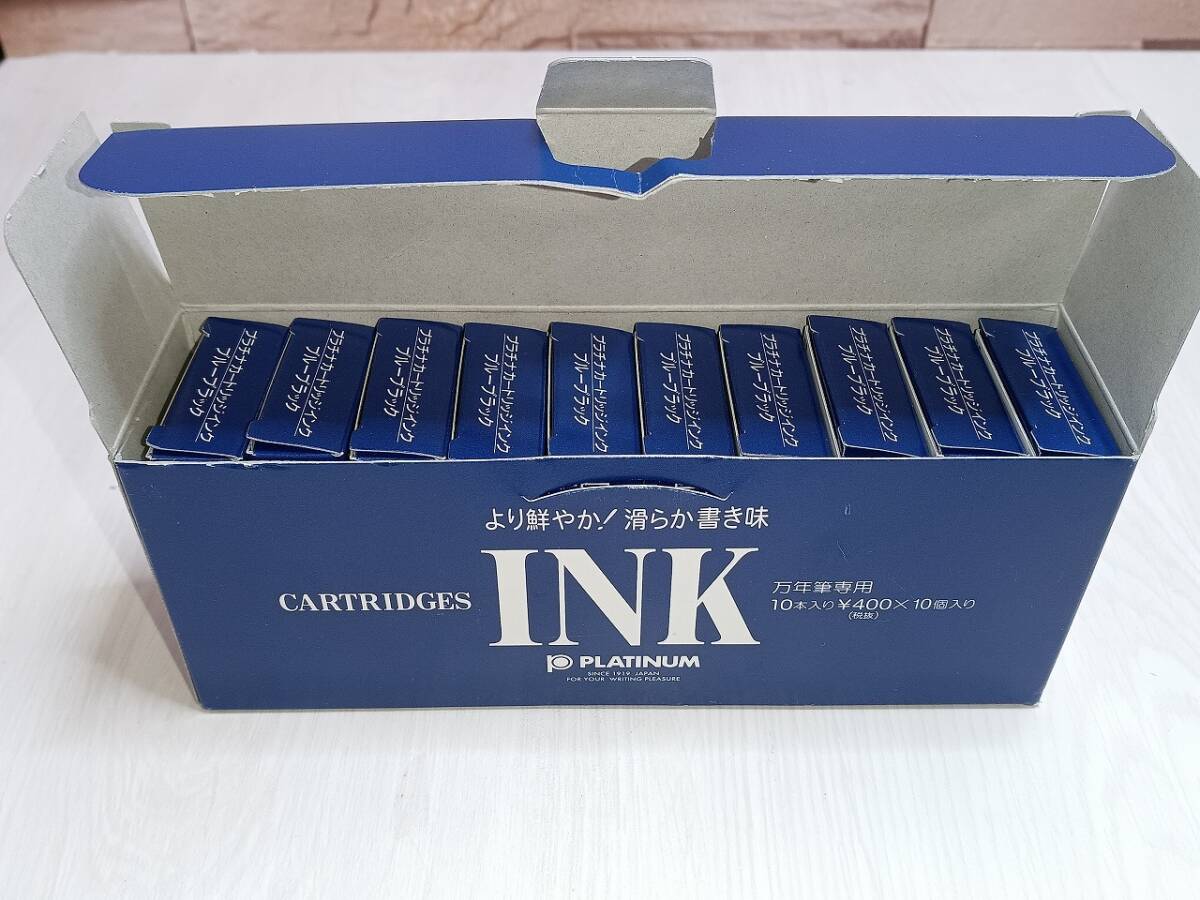 プラチナカートリッジインク
ブルーブラック
プラチナカートリッジインク
ブルーブラック
プラチナカートリッジインク
ブルーブラック
プラチナカートリッジインク
ブルーブラック
プラチナカートリッジインク
ブルーブラック
プラチナカートリッジインク
ブルーブラック
プラチナカートリッジインク
ブルーブラック
プラチナカートリッジインク
ブルーブラック
プラチナカートリッジインク
ブルーブラック
プラチナカートリッジインク
ブルーブラック
より鮮やか!滑らか書き味
CARTRIDGES
INK
万年筆専用
10本入り¥400×10個入り
(税抜)
PLATINUM
SINCE 1919 JAPAN
FOR YOUR WRITING PLEASURE